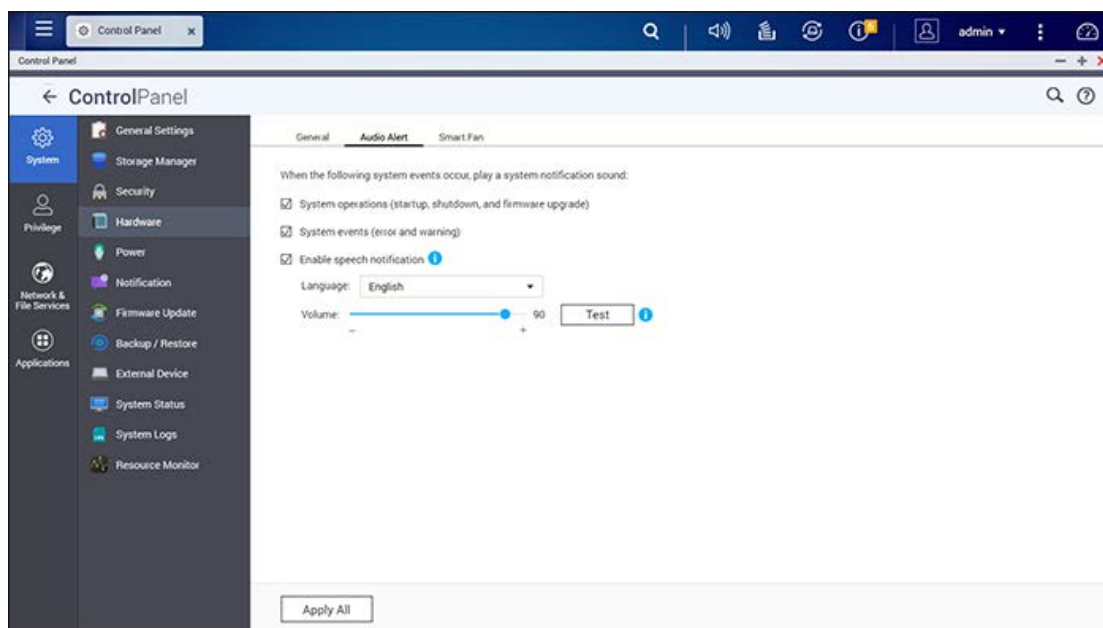 Control Panel
admin
Control Panel
ControlPanel
System
Privilege
Network &
File Services
Applications
General Settings
Storage Manager
Security
Hardware
Power
Notification
Firmware Update
Backup / Restore
External Device
System Status
System Logs
Resource Monitor
General Audio Alert Smart Fan
When the following system events occur, play a system notification sound:
System operations (startup, shutdown, and firmware upgrade)
System events (error and warning)
Enable speech notification
Language: English
Volume: 90 Test
- +
Apply All